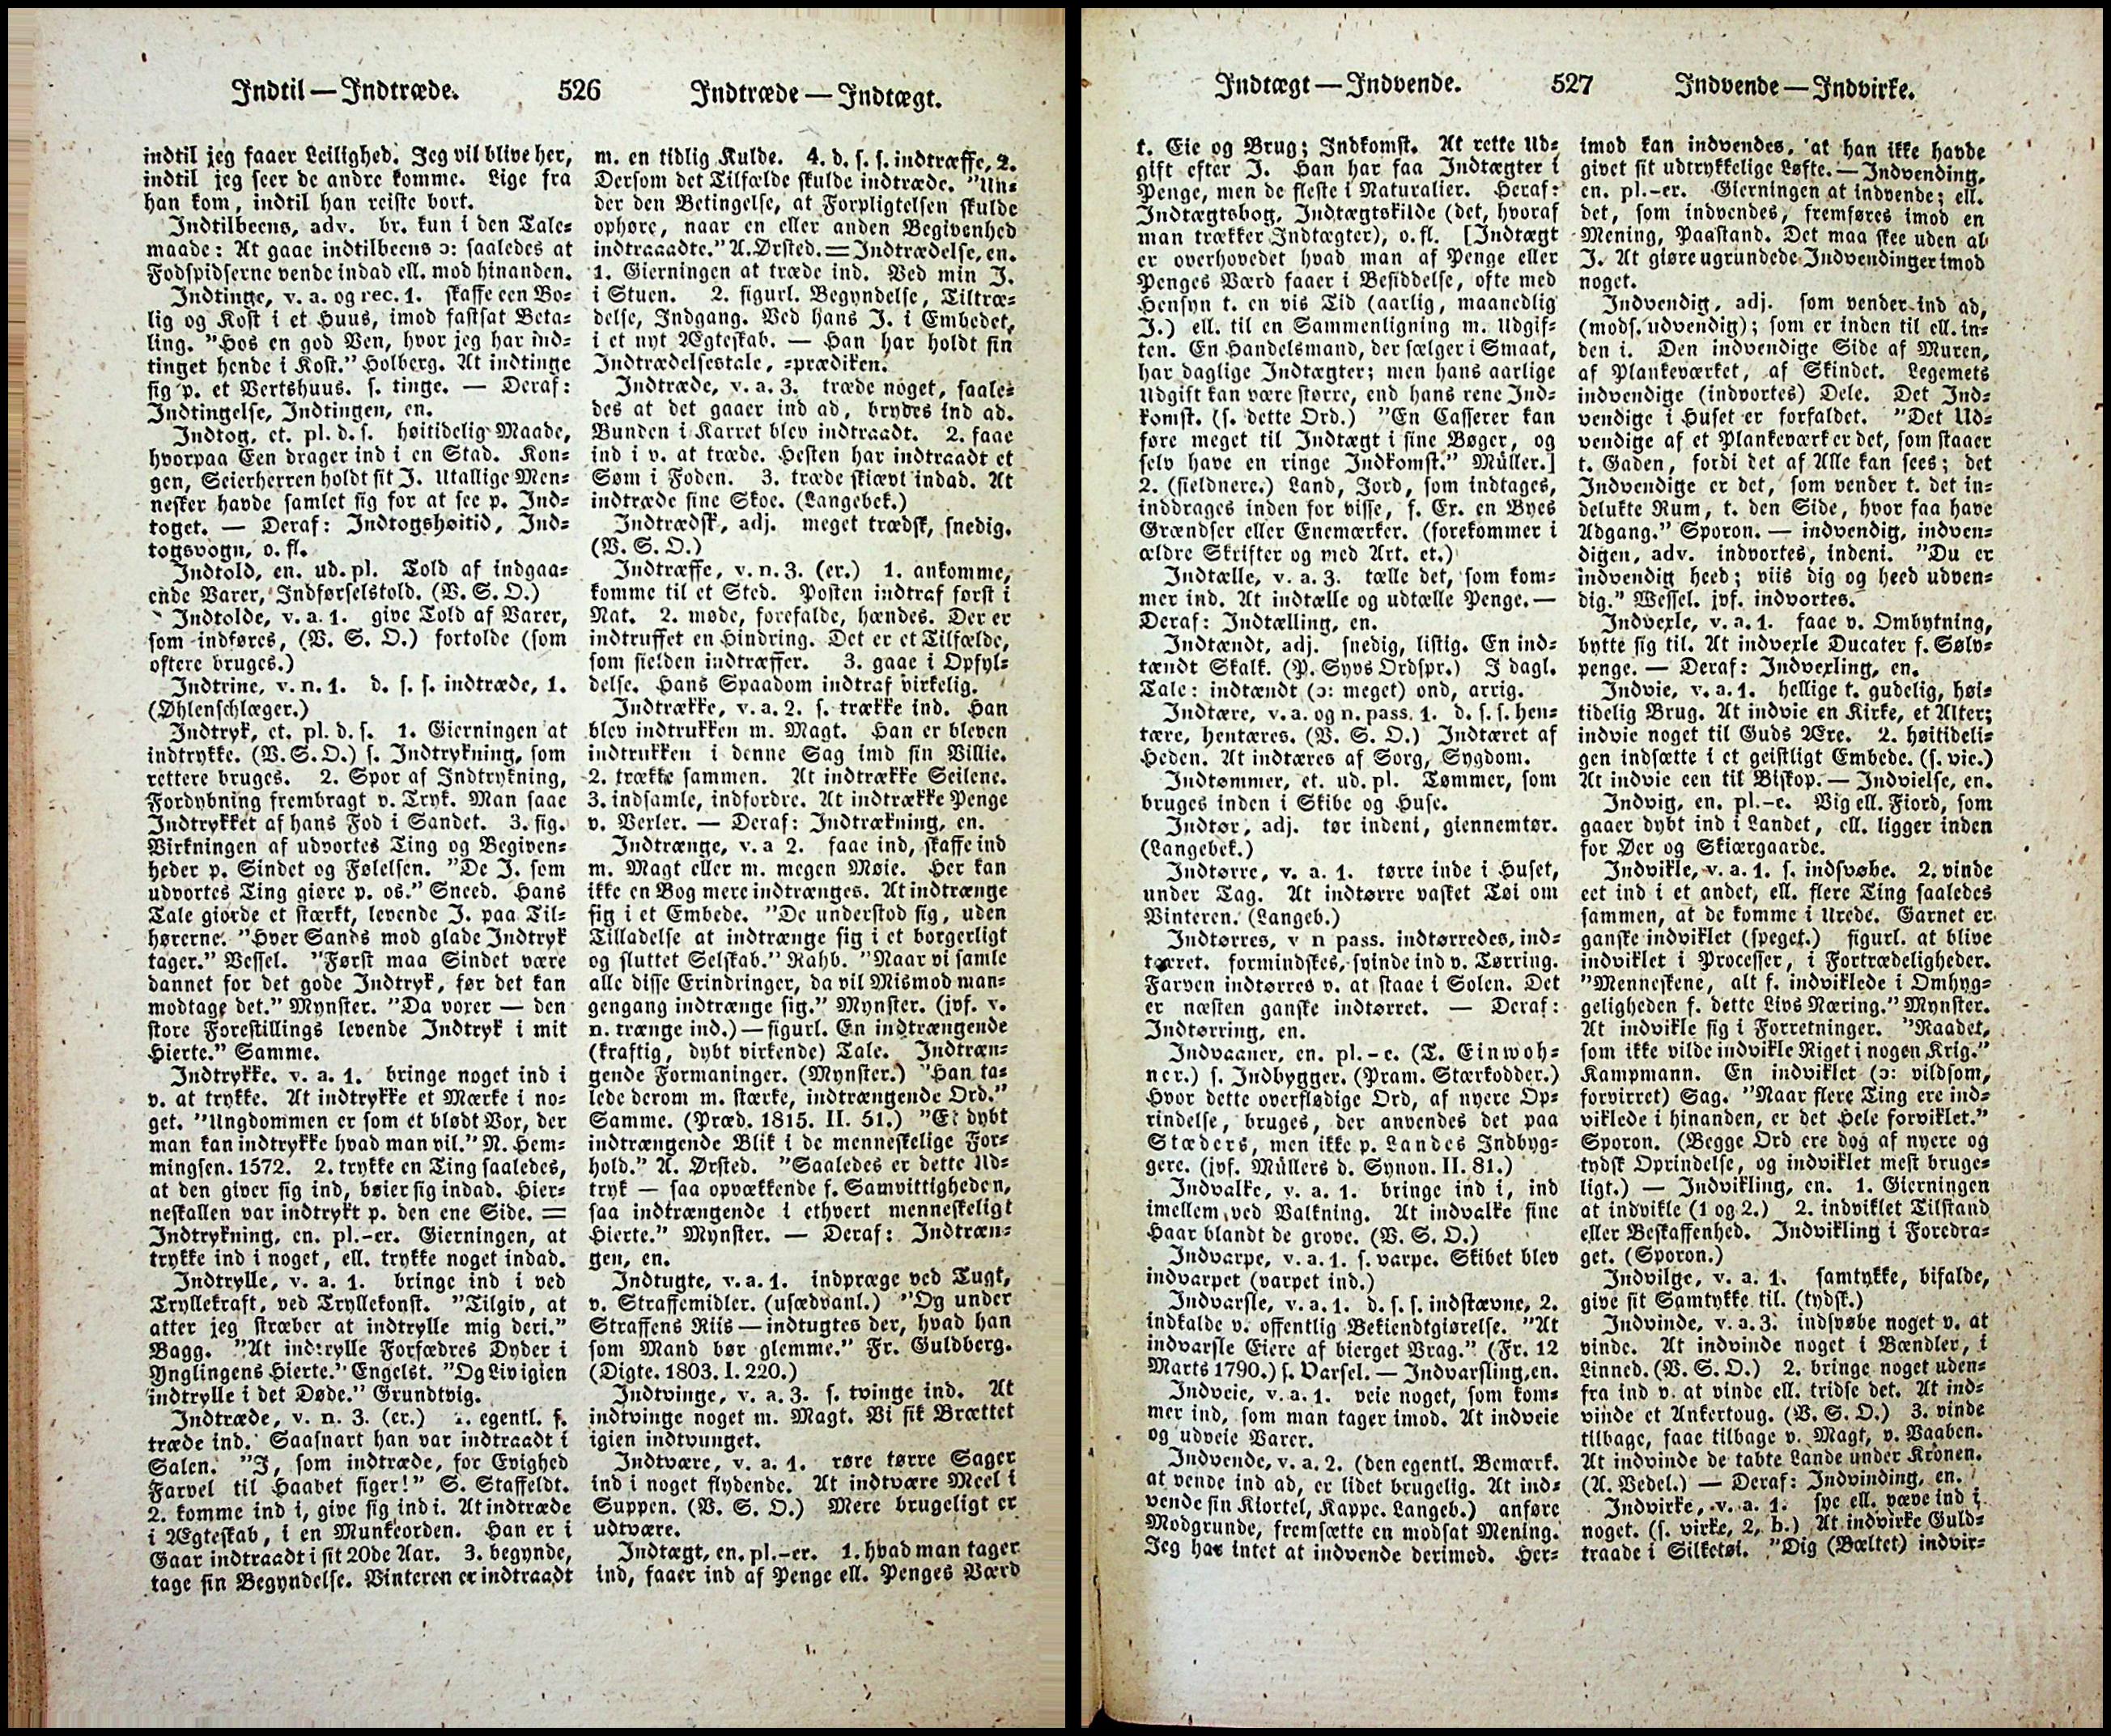 Indtil — Indtræde.
526
Indtræde — Indtægt.
indtil jeg faaer Leilighed. Jeg vil blive her,
indtil jeg seer de andre komme. Lige fra
han kom, indtil han reiste bort.
Indtilbeens, adv. br. kun i den Tale=
maade: At gaae indtilbeens ɔ: saaledes at
Fodspidserne vende indad ell. mod hinanden.
Indtinge, v. a. og rec. 1. skaffe een Bo=
lig og Kost i et Huus, imod fastsat Beta=
ling. "Hos en god Ven, hvor jeg har ind=
tinget hende i Kost." Holberg. At indtinge
sig p. et Vertshuus. s. tinge. — Deraf:
Indtingelse, Indtingen, en.
Indtog, et. pl. d. s. høitidelig Maade,
hvorpaa Een drager ind i en Stad. Kon=
gen, Seierherren holdt sit J. Utallige Men=
nesker havde samlet sig for at see p. Ind=
toget. — Deraf: Indtogshøitid, Ind=
togsvogn, o. fl.
Indtold, en. ud. pl. Told af indgaa=
ende Varer, Indførselstold. (V. S. O.)
Indtolde, v. a. 1. give Told af Varer,
som indføres, (V. S. O.) fortolde (som
oftere bruges.)
Indtrine, v. n. 1. d. s. s. indtræde, 1.
(Øhlenschlæger.)
Indtryk, et. pl. d. s. 1. Gierningen at
indtrykke. (V. S. O.) s. Indtrykning, som
rettere bruges. 2. Spor af Indtrykning,
Fordybning frembragt v. Tryk. Man saae
Indtrykket af hans Fod i Sandet. 3. fig.
Virkningen af udvortes Ting og Begiven=
heder p. Sindet og Følelsen. "De J. som
udvortes Ting giøre p. os." Sneed. Hans
Tale giorde et stærkt, levende J. paa Til=
hørerne. "Hver Sands mod glade Indtryk
tager." Vessel. "Først maa Sindet være
dannet for det gode Indtryk, før det kan
modtage det." Mynster. "Da voxer — den
store Forestillings levende Indtryk i mit
Hierte." Samme.
Indtrykke. v. a. 1. bringe noget ind i
v. at trykke. At indtrykke et Mærke i no=
get. "Ungdommen er som et blødt Vox, der
man kan indtrykke hvad man vil." N. Hem=
mingsen. 1572. 2. trykke en Ting saaledes,
at den giver sig ind, bøier sig indad. Hier=
neskallen var indtrykt p. den ene Side. =
Indtrykning, en. pl.-er. Gierningen, at
trykke ind i noget, ell. trykke noget indad.
Indtrylle, v. a. 1. bringe ind i ved
Tryllekraft, ved Tryllekonst. "Tilgiv, at
atter jeg stræber at indtrylle mig deri."
Bagg. "At indtrylle Forfædres Dyder i
Ynglingens Hierte." Engelst. "Og Liv igien
indtrylle i det Døde." Grundtvig.
Indtræde, v. n. 3. (er.) 1. egentl. f.
træde ind. Saasnart han var indtraadt i
Salen. "J, som indtræde, for Evighed
Farvel til Haabet siger!" S. Staffeldt.
2. komme ind i, give sig ind i. At indtræde
i Ægteskab, i en Munkeorden. Han er i
Gaar indtraadt i sit 20de Aar. 3. begynde,
tage sin Begyndelse. Vinteren er indtraadt
m. en tidlig Kulde. 4. d. s. s. indtræffe, 2.
Dersom det Tilfælde skulde indtræde. "Un=
der den Betingelse, at Forpligtelsen skulde
ophøre, naar en eller anden Begivenhed
indtraadte." A. Ørsted. = Indtrædelse, en.
1. Gierningen at træde ind. Ved min J.
i Stuen. 2. figurl. Begyndelse, Tiltræ=
delse, Indgang. Ved hans J. i Embedet,
i et nyt Ægteskab. — Han har holdt sin
Indtrædelsestale, =prædiken.
Indtræde, v. a. 3. træde noget, saale=
des at det gaaer ind ad, brydes ind ad.
Bunden i Karret blev indtraadt. 2. faae
ind i v. at træde. Hesten har indtraadt et
Søm i Foden. 3. træde skiævt indad. At
indtræde sine Skoe. (Langebek.)
Indtrædsk, adj. meget trædsk, snedig.
(V. S. O.)
Indtræffe, v. n. 3. (er.) 1. ankomme,
komme til et Sted. Posten indtraf først i
Nat. 2. møde, forefalde, hændes. Der er
indtruffet en Hindring. Det er et Tilfælde,
som sielden indtræffer. 3. gaae i Opfyl=
delse. Hans Spaadom indtraf virkelig.
Indtrække, v. a. 2. s. trække ind. Han
blev indtrukken m. Magt. Han er bleven
indtrukken i denne Sag imd sin Villie.
2. trække sammen. At indtrække Seilene.
3. indsamle, indfordre. At indtrække Penge
v. Vexler. — Deraf: Indtrækning, en.
Indtrænge, v. a 2. faae ind, skaffe ind
m. Magt eller m. megen Møie. Her kan
ikke en Bog mere indtrænges. At indtrænge
sig i et Embede. "De understod sig, uden
Tilladelse at indtrænge sig i et borgerligt
og sluttet Selskab." Rahb. "Naar vi samle
alle disse Erindringer, da vil Mismod man=
gengang indtrænge sig." Mynster. (jvf. v.
n. trænge ind.) — figurl. En indtrængende
(kraftig, dybt virkende) Tale. Indtræn=
gende Formaninger. (Mynster.) "Han ta=
lede derom m. stærke, indtrængende Ord."
Samme. (Præd. 1815. II. 51.) "Et dybt
indtrængende Blik i de menneskelige For=
hold." A. Ørsted. "Saaledes er dette Ud=
tryk — saa opvækkende f. Samvittigheden,
saa indtrængende i ethvert menneskeligt
Hierte." Mynster. — Deraf: Indtræn=
gen, en.
Indtugte, v. a. 1. indpræge ved Tugt,
v. Straffemidler. (usædvanl.) "Og under
Straffens Riis — indtugtes der, hvad han
som Mand bør glemme." Fr. Guldberg.
(Digte. 1803. I. 220.)
Indtvinge, v. a. 3. s. tvinge ind. At
indtvinge noget m. Magt. Vi fik Brættet
igien indtvunget.
Indtvære, v. a. 1. røre tørre Sager
ind i noget flydende. At indtvære Meel i
Suppen. (V. S. O.) Mere brugeligt er
udtvære.
Indtægt, en. pl.-er. 1. hvad man tager
ind, faaer ind af Penge ell. Penges Værd
Indtægt — Indvende.
527
Indvende — Indvirke.
t. Eie og Brug; Indkomst. At rette Ud=
gift efter J. Han har faa Indtægter i
Penge, men de fleste i Naturalier. Heraf:
Indtægtsbog, Indtægtskilde (det, hvoraf
man trækker Indtægter), o. fl. [Indtægt
er overhovedet hvad man af Penge eller
Penges Værd faaer i Besiddelse, ofte med
Hensyn t. en vis Tid (aarlig, maanedlig
J.) ell. til en Sammenligning m. Udgif=
ten. En Handelsmand, der sælger i Smaat,
har daglige Indtægter; men hans aarlige
Udgift kan være større, end hans rene Ind=
komst. (s. dette Ord.) "En Casserer kan
føre meget til Indtægt i sine Bøger, og
selv have en ringe Indkomst." Müller.]
2. (sieldnere.) Land, Jord, som indtages,
inddrages inden for visse, f. Ex. en Byes
Grændser eller Enemærker. (forekommer i
ældre Skrifter og med Art. et.)
Indtælle, v. a. 3. tælle det, som kom=
mer ind. At indtælle og udtælle Penge. —
Deraf: Indtælling, en.
Indtændt, adj. snedig, listig. En ind=
tændt Skalk. (P. Syvs Ordspr.) J dagl.
Tale: indtændt (ɔ: meget) ond, arrig.
Indtære, v. a. og n. pass. 1. d. s. s. hen=
tære, hentæres. (V. S. O.) Indtæret af
Heden. At indtæres af Sorg, Sygdom.
Indtømmer, et. ud. pl. Tømmer, som
bruges inden i Skibe og Huse.
Indtør, adj. tør indeni, giennemtør.
(Langebek.)
Indtørre, v. a. 1. tørre inde i Huset,
under Tag. At indtørre vasket Tøi om
Vinteren. (Langeb.)
Indtørres, v n pass. indtørredes, ind=
tørret. formindskes, svinde ind v. Tørring.
Farven indtørres v. at staae i Solen. Det
er næsten ganske indtørret. — Deraf:
Indtørring, en.
Indvaaner, en. pl.-e. (T. Einwoh=
ner.) s. Indbygger. (Pram. Stærkodder.)
Hvor dette overflødige Ord, af nyere Op=
rindelse, bruges, der anvendes det paa
Stæders, men ikke p. Landes Indbyg=
gere. (jvf. Müllers d. Synon. II. 81.)
Indvalke, v. a. 1. bringe ind i, ind
imellem ved Valkning. At indvalke fine
Haar blandt de grove. (V. S. O.)
Indvarpe, v. a. 1. s. varpe. Skibet blev
indvarpet (varpet ind.)
Indvarsle, v. a. 1. d. s. s. indstævne, 2.
indkalde v. offentlig Bekiendtgiørelse. "At
indvarsle Eiere af bierget Vrag." (Fr. 12
Marts 1790.) s. Varsel. — Indvarsling, en.
Indveie, v. a. 1. veie noget, som kom=
mer ind, som man tager imod. At indveie
og udveie Varer.
Indvende, v. a. 2. (den egentl. Bemærk.
at vende ind ad, er lidet brugelig. At ind=
vende sin Kiortel, Kappe. Langeb.) anføre
Modgrunde, fremsætte en modsat Mening.
Jeg har intet at indvende derimod. Her=
imod kan indvendes, at han ikke havde
givet sit udtrykkelige Løfte. — Indvending,
en. pl.-er. Gierningen at indvende; ell.
det, som indvendes, fremføres imod en
Mening, Paastand. Det maa skee uden al
J. At giøre ugrundede Indvendinger imod
noget.
Indvendig, adj. som vender ind ad,
(mods. udvendig); som er inden til ell. in=
den i. Den indvendige Side af Muren,
af Plankeværket, af Skindet. Legemets
indvendige (indvortes) Dele. Det Ind=
vendige i Huset er forfaldet. "Det Ud=
vendige af et Plankeværk er det, som staaer
t. Gaden, fordi det af Alle kan sees; det
Indvendige er det, som vender t. det in=
delukte Rum, t. den Side, hvor faa have
Adgang." Sporon. — indvendig, indven=
digen, adv. indvortes, indeni. "Du er
indvendig heed; viis dig og heed udven=
dig." Wessel. jvf. indvortes.
Indvexle, v. a. 1. faae v. Ombytning,
bytte sig til. At indvexle Ducater f. Sølv=
penge. — Deraf: Indvexling, en.
Indvie, v. a. 1. hellige t. gudelig, høi=
tidelig Brug. At indvie en Kirke, et Alter;
indvie noget til Guds Ære. 2. høitideli=
gen indsætte i et geistligt Embede. (s. vie.)
At indvie een til Biskop. — Indvielse, en.
Indvig, en. pl.-e. Vig ell. Fiord, som
gaaer dybt ind i Landet, ell. ligger inden
for Øer og Skiærgaarde.
Indvikle, v. a. 1. s. indsvøbe. 2. vinde
eet ind i et andet, ell. flere Ting saaledes
sammen, at de komme i Urede. Garnet er
ganske indviklet (speget.) figurl. at blive
indviklet i Processer, i Fortrædeligheder.
"Menneskene, alt f. indviklede i Omhyg=
geligheden f. dette Livs Næring." Mynster.
At indvikle sig i Forretninger. "Raadet,
som ikke vilde indvikle Riget i nogen Krig."
Kampmann. En indviklet (ɔ: vildsom,
forvirret) Sag. "Naar flere Ting ere ind=
viklede i hinanden, er det Hele forviklet."
Sporon. (Begge Ord ere dog af nyere og
tydsk Oprindelse, og indviklet mest bruge=
ligt.) — Indvikling, en. 1. Gierningen
at indvikle (1 og 2.) 2. indviklet Tilstand
eller Beskaffenhed. Indvikling i Foredra=
get. (Sporon.)
Indvilge, v. a. 1. samtykke, bifalde,
give sit Samtykke til. (tydsk.)
Indvinde, v. a. 3. indsvøbe noget v. at
vinde. At indvinde noget i Bændler, i
Linned. (V. S. O.) 2. bringe noget uden=
fra ind v. at vinde ell. tridse det. At ind=
vinde et Ankertoug. (V. S. O.) 3. vinde
tilbage, faae tilbage v. Magt, v. Vaaben.
At indvinde de tabte Lande under Kronen.
(A. Vedel.) — Deraf: Indvinding, en.
Indvirke, v. a. 1. sye ell. væve ind i
noget. (s. virke, 2, b.) At indvirke Guld=
traade i Silketøi. "Dig (Bæltet) indvir=